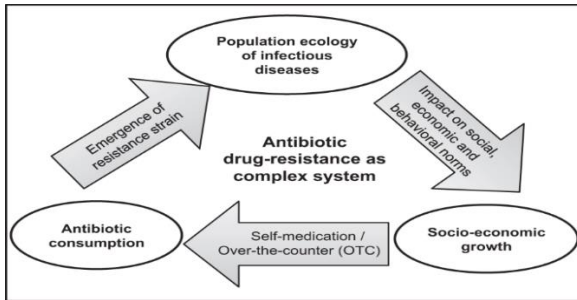 Population ecology
of infectious
diseases
Emergence of
resistance strain
Impact on social,
economic and
behavioral norms
Antibiotic
drug-resistance as
complex system
Antibiotic
consumption
Self-medication /
Over-the-counter (OTC)
Socio-economic
growth